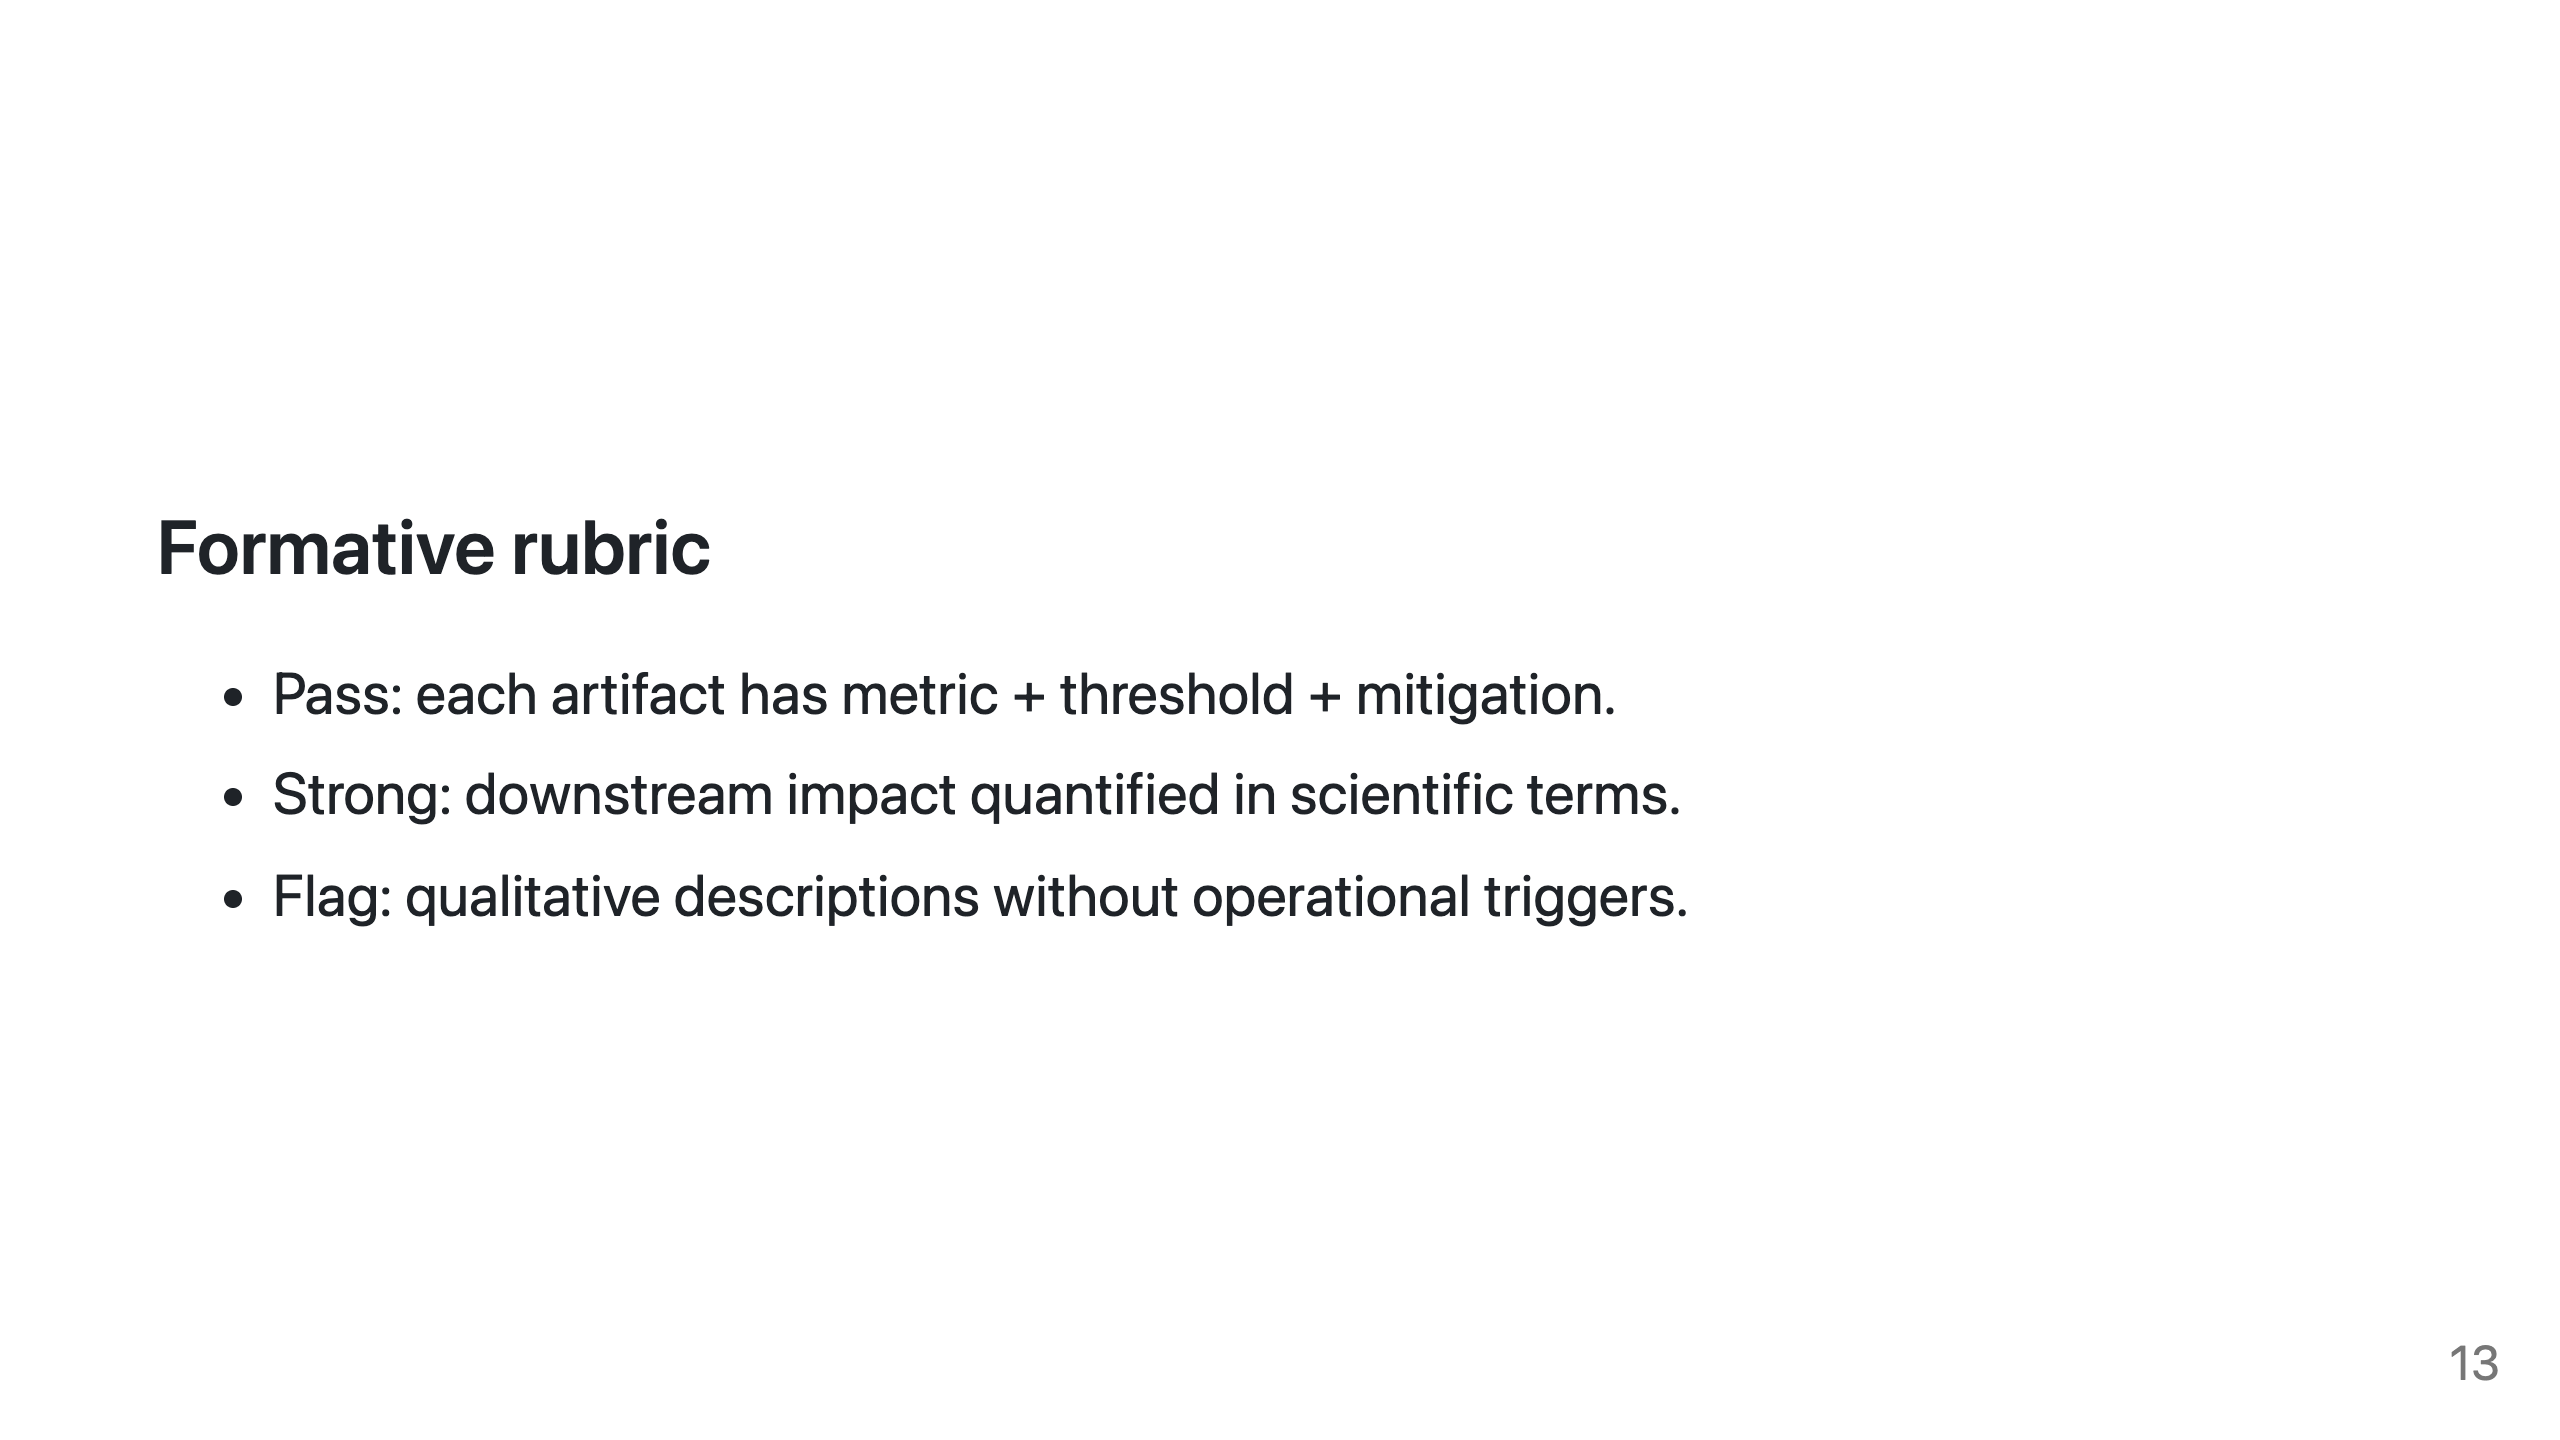 Formative rubric
• Pass: each artifact has metric + threshold + mitigation.
• Strong: downstream impact quantified in scientific terms.
• Flag: qualitative descriptions without operational triggers.
13